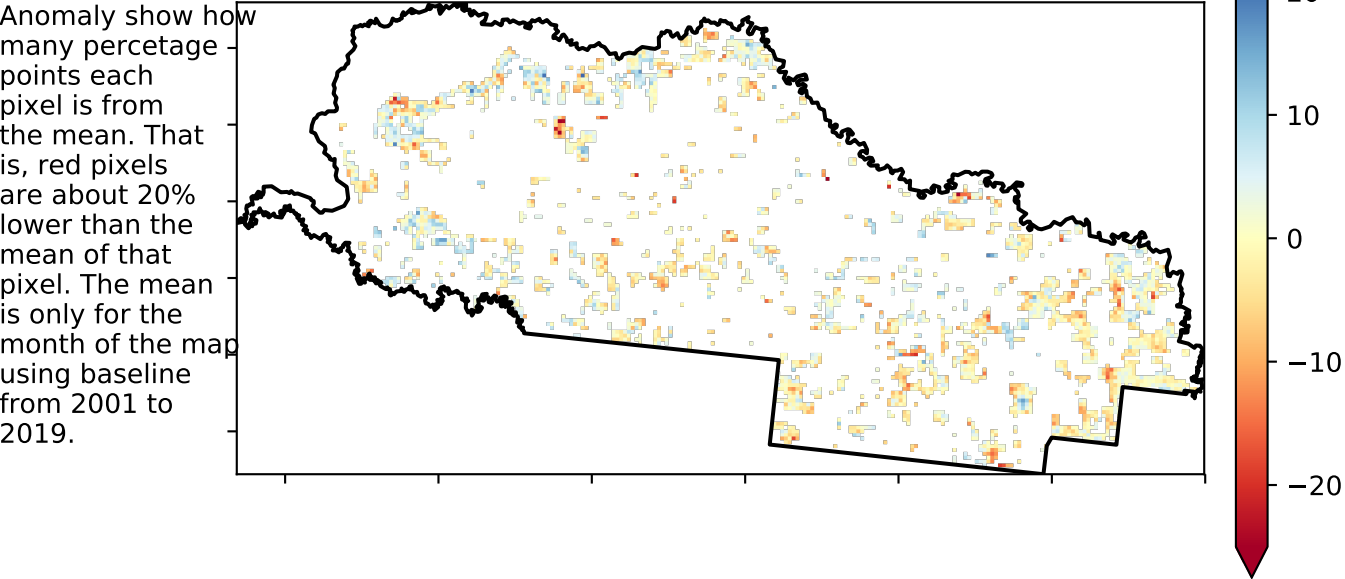 Anomaly show how
many percetage
points each
pixel is from
the mean. That
is, red pixels
are about 20%
lower than the
mean of that
pixel. The mean
is only for the
month of the map
using baseline
from 2001 to
2019.
10
0
−10
−20